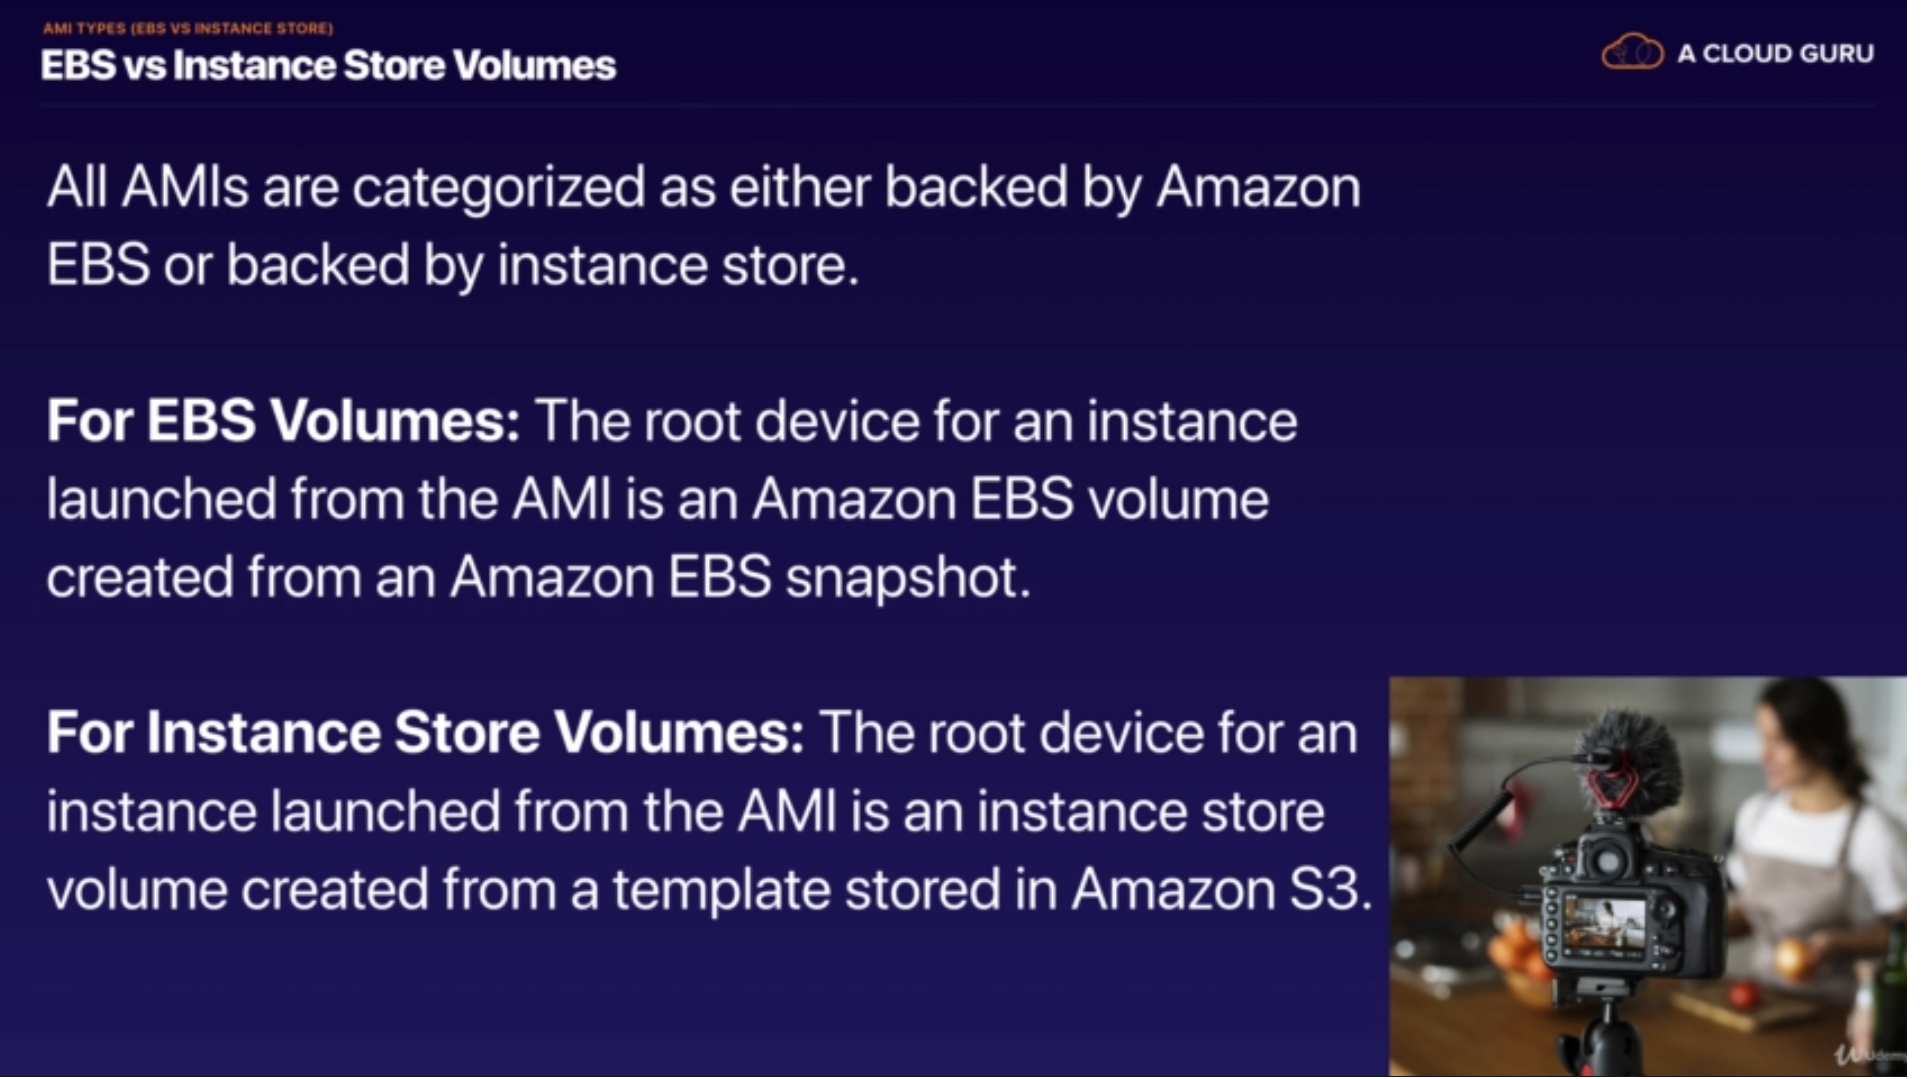 AMI TYPES (EBS VS INSTANCE STORE)
EBS vs Instance Store Volumes
A CLOUD GURU
All AMIs are categorized as either backed by Amazon
EBS or backed by instance store.
For EBS Volumes: The root device for an instance
launched from the AMI is an Amazon EBS volume
created from an Amazon EBS snapshot.
For Instance Store Volumes: The root device for an
instance launched from the AMI is an instance store
volume created from a template stored in Amazon S3.
Udemy